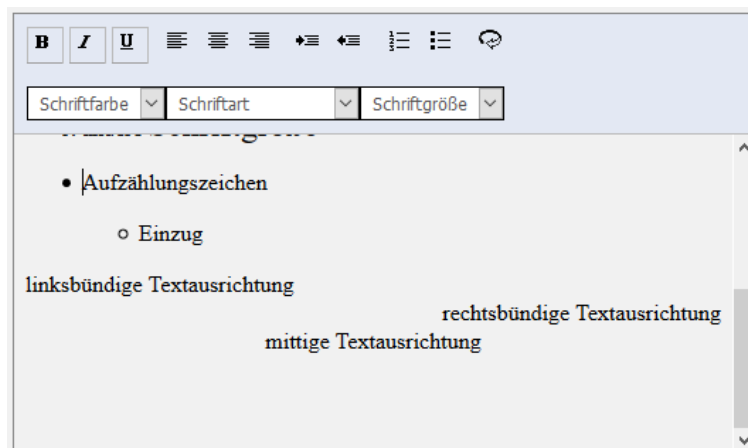 B I U
Schriftfarbe Schriftart Schriftgröße
• Aufzählungszeichen
○ Einzug
linksbündige Textausrichtung
rechtsbündige Textausrichtung
mittige Textausrichtung